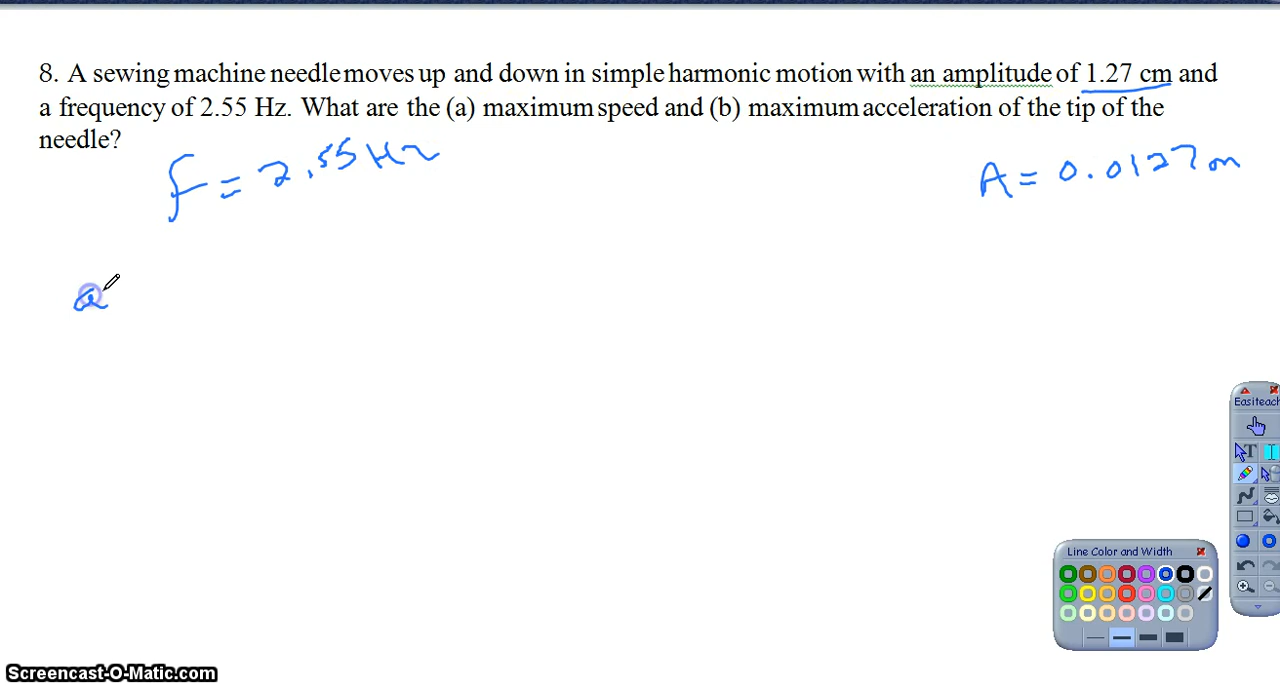 8. A sewing machine needle moves up and down in simple harmonic motion with an amplitude of 1.27 cm and
a frequency of 2.55 Hz. What are the (a) maximum speed and (b) maximum acceleration of the tip of the
needle?
f = 2.55 Hz
A = 0.0127 m
a
Easiteach
T
Line Color and Width
Screencast-O-Matic.com